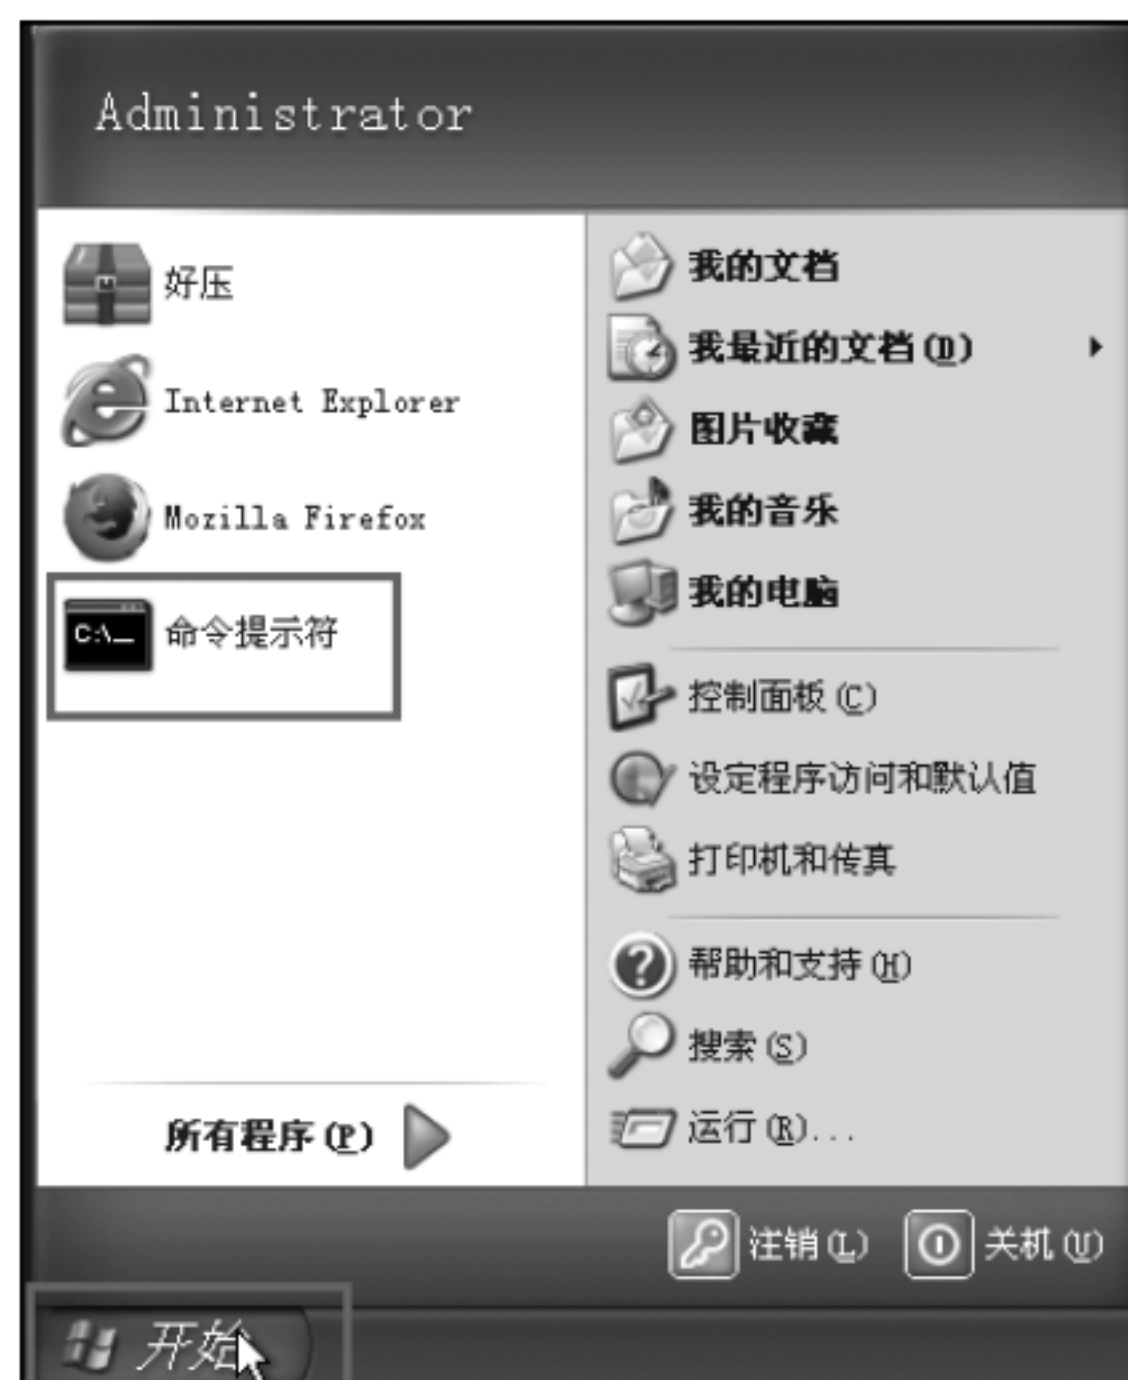 Administrator
好压
Internet Explorer
Mozilla Firefox
C:\_
命令提示符
所有程序(P)
我的文档
我最近的文档(D)
图片收藏
我的音乐
我的电脑
控制面板(C)
设定程序访问和默认值
打印机和传真
帮助和支持(H)
搜索(S)
运行(R)...
注销(L)
关机(U)
开始